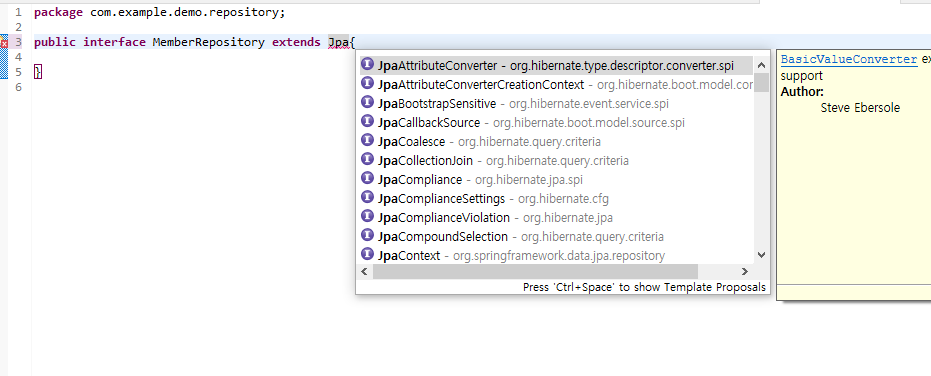 1 package com.example.demo.repository;
2
3 public interface MemberRepository extends Jpa{
4
5 }
6
JpaAttributeConverter - org.hibernate.type.descriptor.converter.spi
JpaAttributeConverterCreationContext - org.hibernate.boot.model.cor
JpaBootstrapSensitive - org.hibernate.event.service.spi
JpaCallbackSource - org.hibernate.boot.model.source.spi
JpaCoalesce - org.hibernate.query.criteria
JpaCollectionJoin - org.hibernate.query.criteria
JpaCompliance - org.hibernate.jpa.spi
JpaComplianceSettings - org.hibernate.cfg
JpaComplianceViolation - org.hibernate.jpa
JpaCompoundSelection - org.hibernate.query.criteria
JpaContext - org.springframework.data.jpa.repository
Press 'Ctrl+Space' to show Template Proposals
BasicValueConverter ex
support
Author:
Steve Ebersole